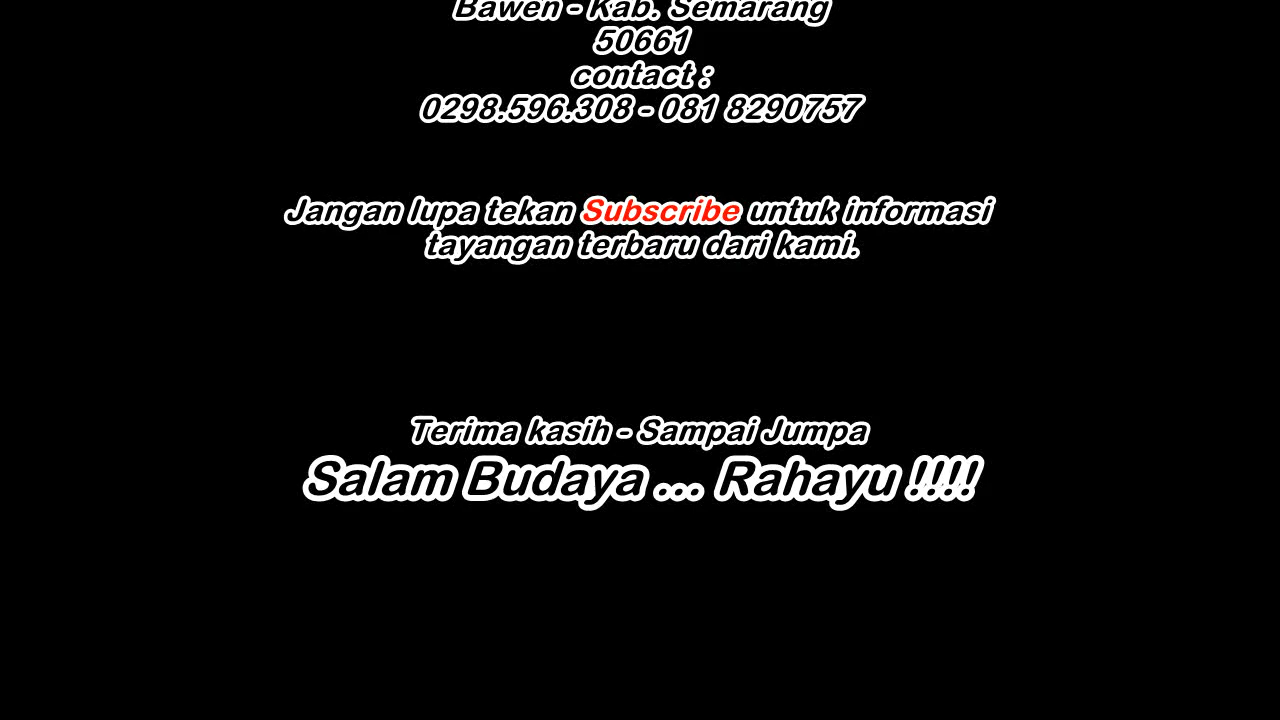 Bawen - Kab. Semarang
50661
contact :
0298.596.308 - 081 8290757
Jangan lupa tekan Subscribe untuk informasi
tayangan terbaru dari kami.
Terima kasih - Sampai Jumpa
Salam Budaya ... Rahayu !!!!